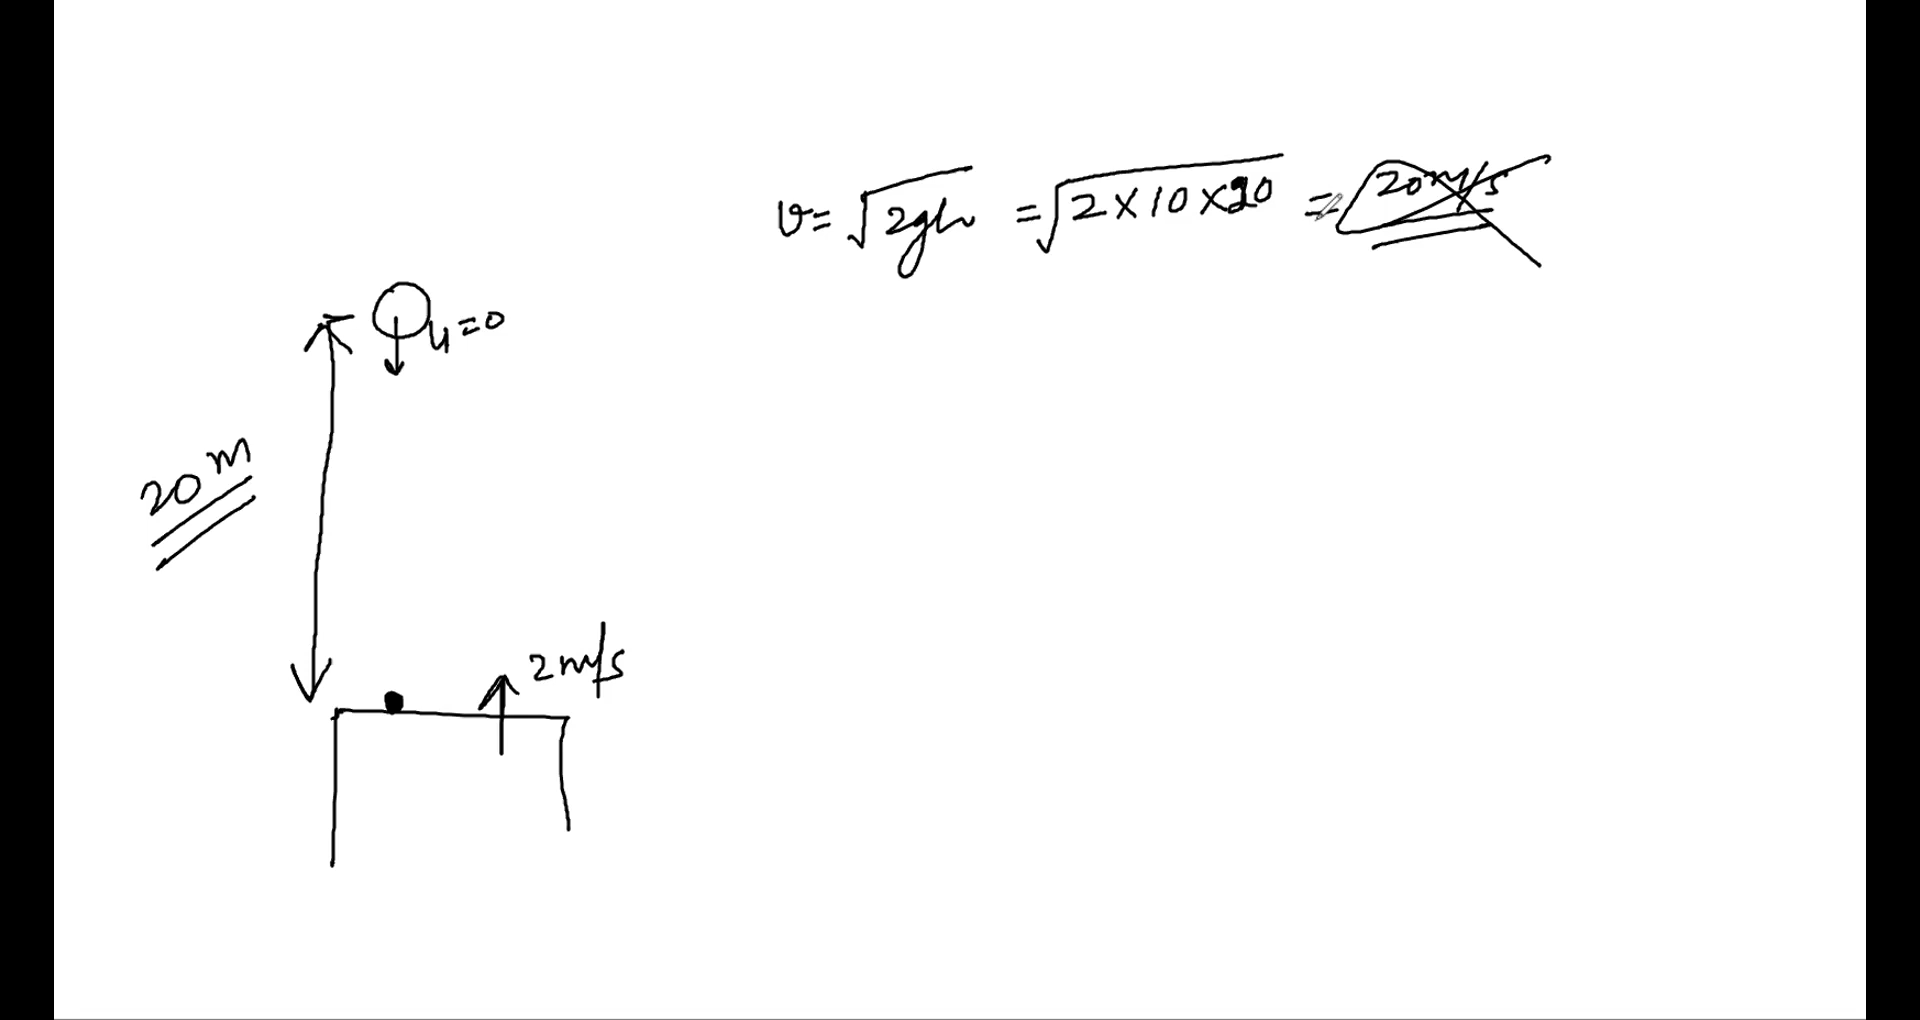 v = √2gh = √2×10×20 = 20m/s
u=0
20m
2m/s